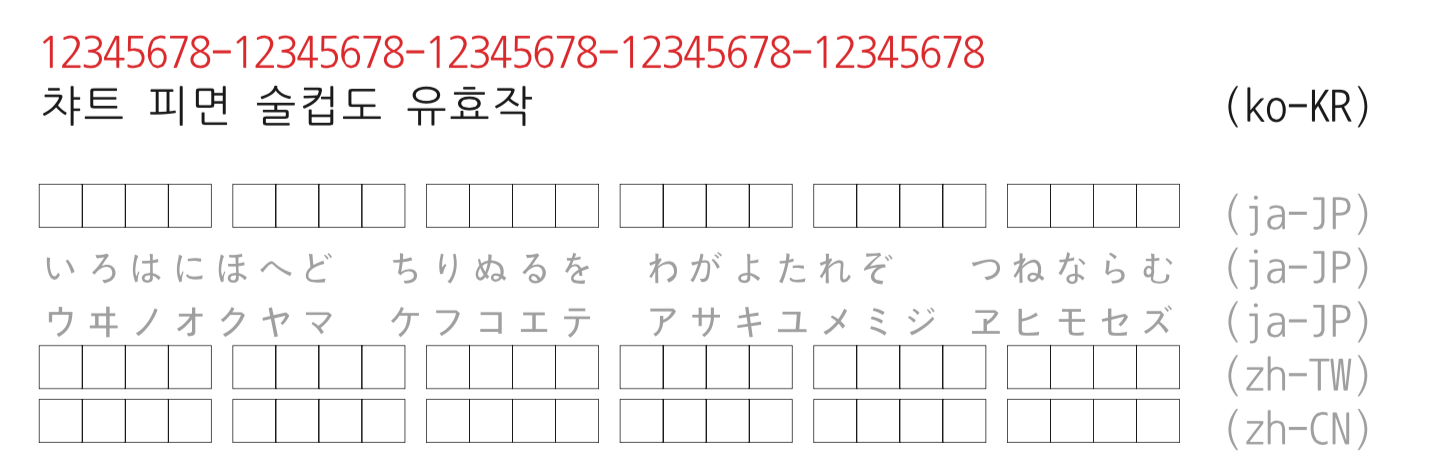 12345678-12345678-12345678-12345678-12345678
챠트 피면 술컵도 유효작 (ko-KR)
(ja-JP)
いろはにほへど ちりぬるを わがよたれぞ つねならむ (ja-JP)
ウヰノオクヤマ ケフコエテ アサキユメミジ ヱヒモセズ (ja-JP)
(zh-TW)
(zh-CN)